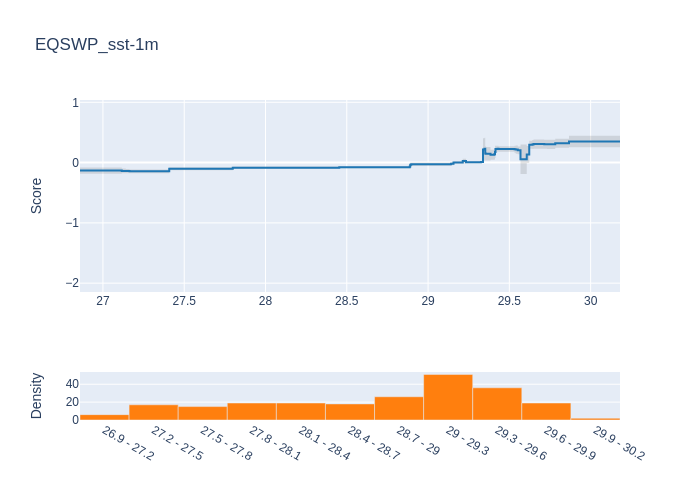 EQSWP_sst-1m
Score
1
0
−1
−2
27
27.5
28
28.5
29
29.5
30
Density
40
20
0
26.9 - 27.2
27.2 - 27.5
27.5 - 27.8
27.8 - 28.1
28.1 - 28.4
28.4 - 28.7
28.7 - 29
29 - 29.3
29.3 - 29.6
29.6 - 29.9
29.9 - 30.2